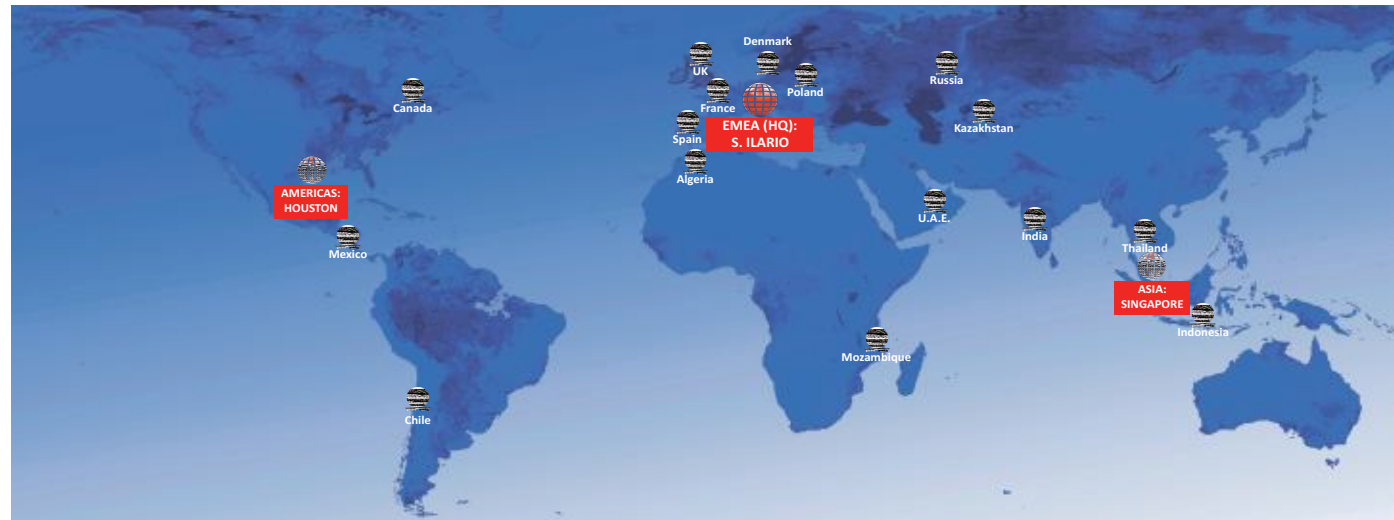 Denmark
UK
Russia
Poland
France
Canada
EMEA (HQ):
S. ILARIO
Kazakhstan
Spain
Algeria
AMERICAS:
HOUSTON
U.A.E.
India
Thailand
Mexico
ASIA:
SINGAPORE
Indonesia
Mozambique
Chile